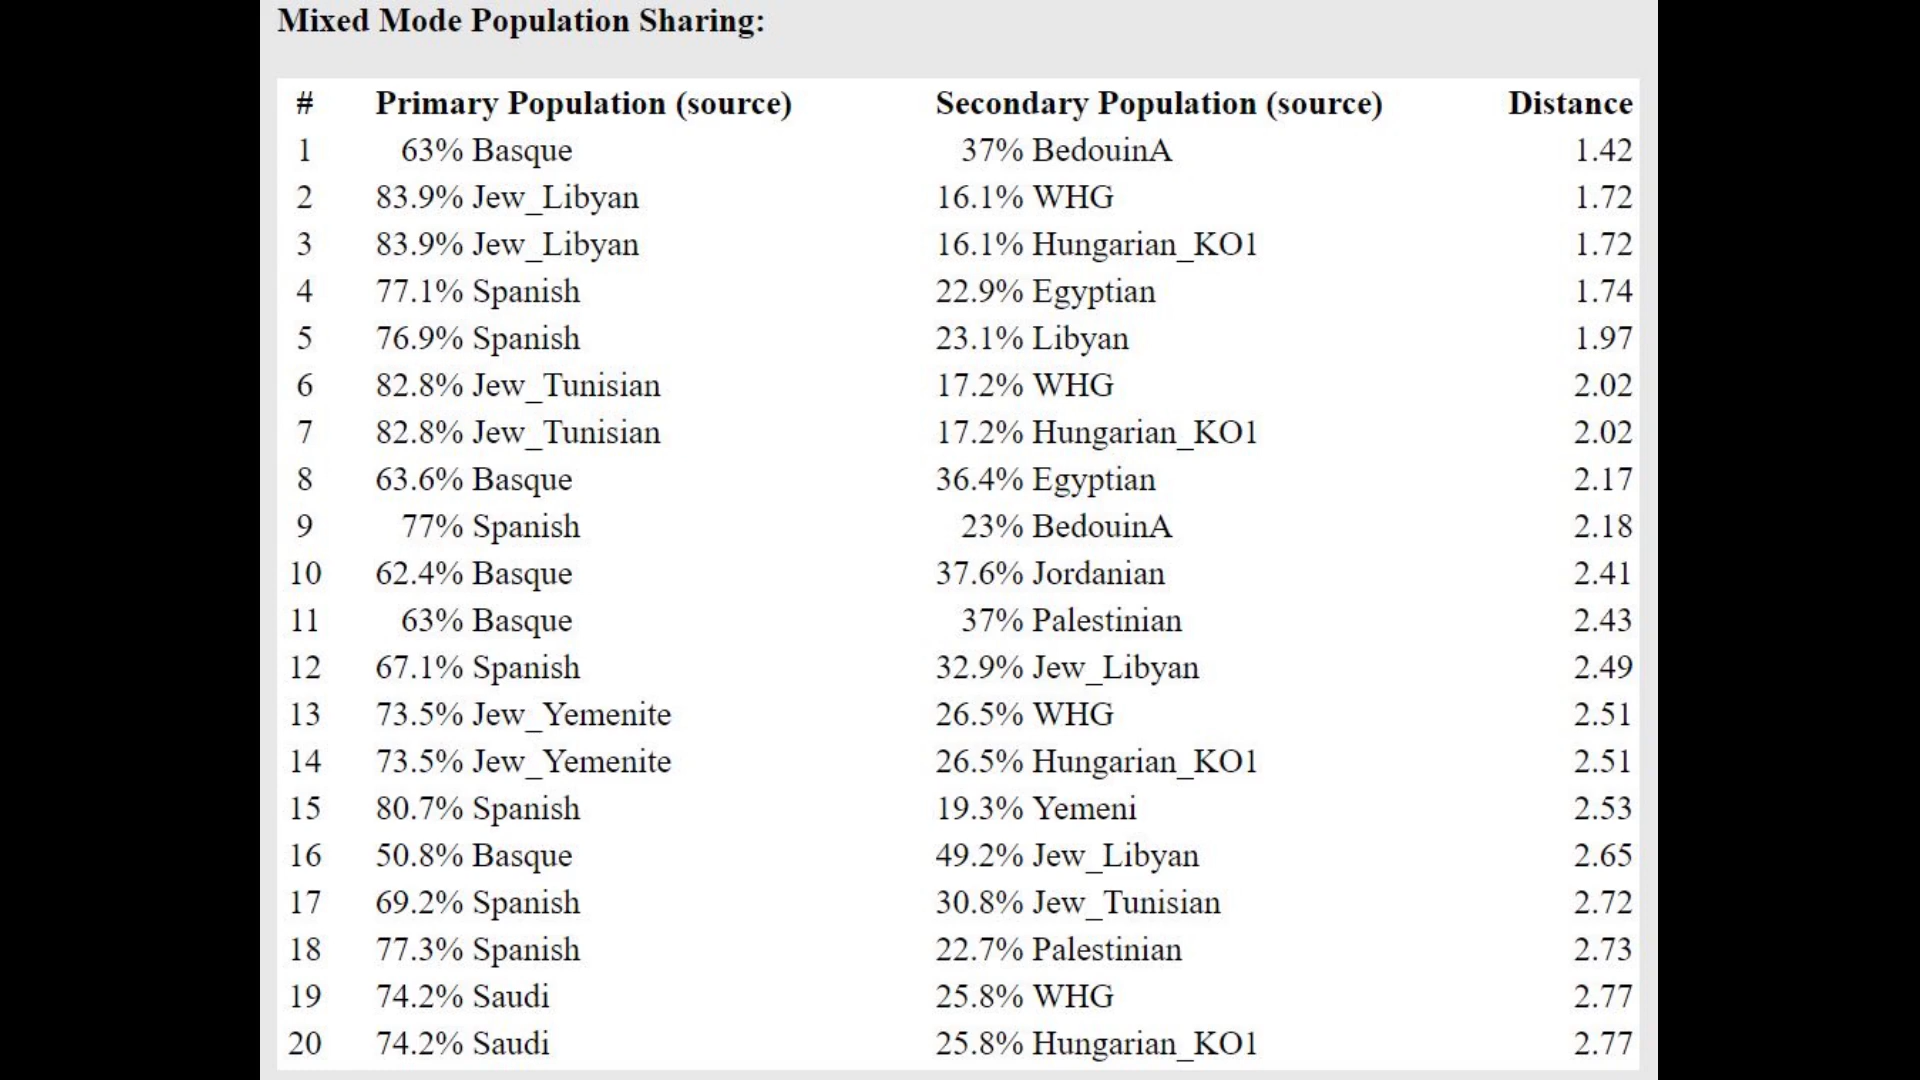 Mixed Mode Population Sharing:
# Primary Population (source) Secondary Population (source) Distance
1 63% Basque 37% BedouinA 1.42
2 83.9% Jew_Libyan 16.1% WHG 1.72
3 83.9% Jew_Libyan 16.1% Hungarian_KO1 1.72
4 77.1% Spanish 22.9% Egyptian 1.74
5 76.9% Spanish 23.1% Libyan 1.97
6 82.8% Jew_Tunisian 17.2% WHG 2.02
7 82.8% Jew_Tunisian 17.2% Hungarian_KO1 2.02
8 63.6% Basque 36.4% Egyptian 2.17
9 77% Spanish 23% BedouinA 2.18
10 62.4% Basque 37.6% Jordanian 2.41
11 63% Basque 37% Palestinian 2.43
12 67.1% Spanish 32.9% Jew_Libyan 2.49
13 73.5% Jew_Yemenite 26.5% WHG 2.51
14 73.5% Jew_Yemenite 26.5% Hungarian_KO1 2.51
15 80.7% Spanish 19.3% Yemeni 2.53
16 50.8% Basque 49.2% Jew_Libyan 2.65
17 69.2% Spanish 30.8% Jew_Tunisian 2.72
18 77.3% Spanish 22.7% Palestinian 2.73
19 74.2% Saudi 25.8% WHG 2.77
20 74.2% Saudi 25.8% Hungarian_KO1 2.77